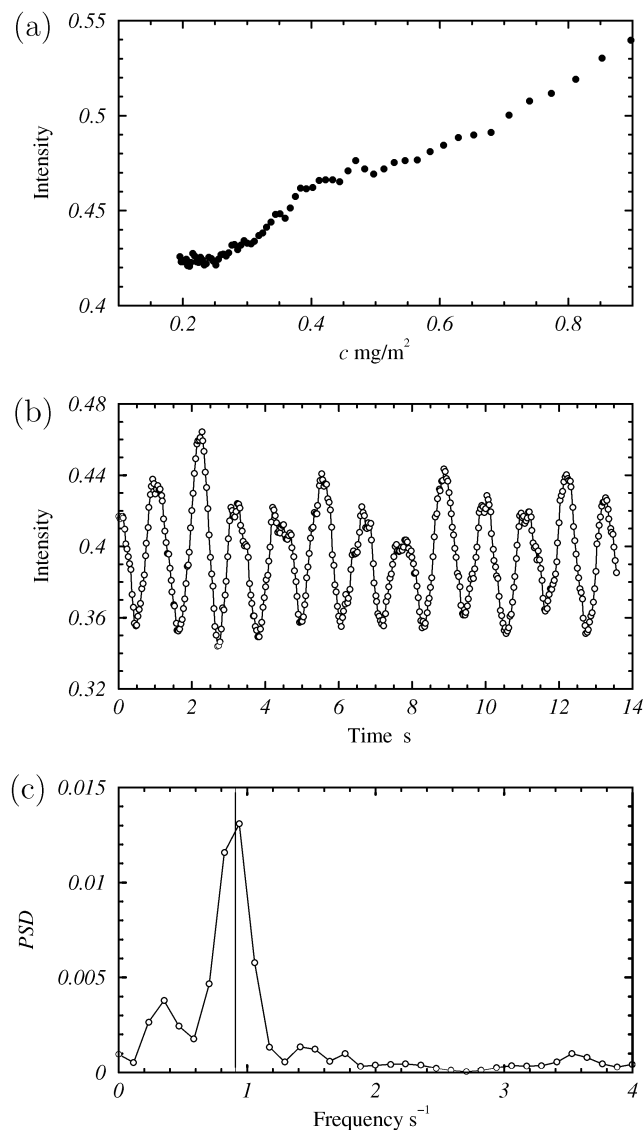 (a)
0.55
0.5
0.45
0.4
Intensity
0.2 0.4 0.6 0.8
c mg/m²
(b)
0.48
0.44
0.4
0.36
0.32
Intensity
0 2 4 6 8 10 12 14
Time s
(c)
0.015
0.01
0.005
0
PSD
0 1 2 3 4
Frequency s⁻¹